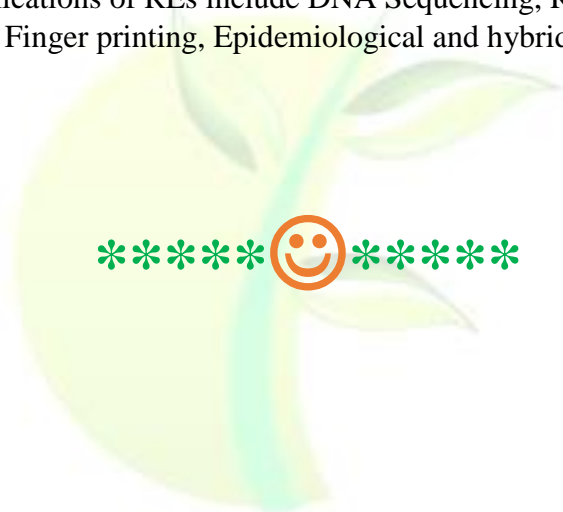 of REs include DNA Sequencing,
Finger printing, Epidemiological and
*****☺*****